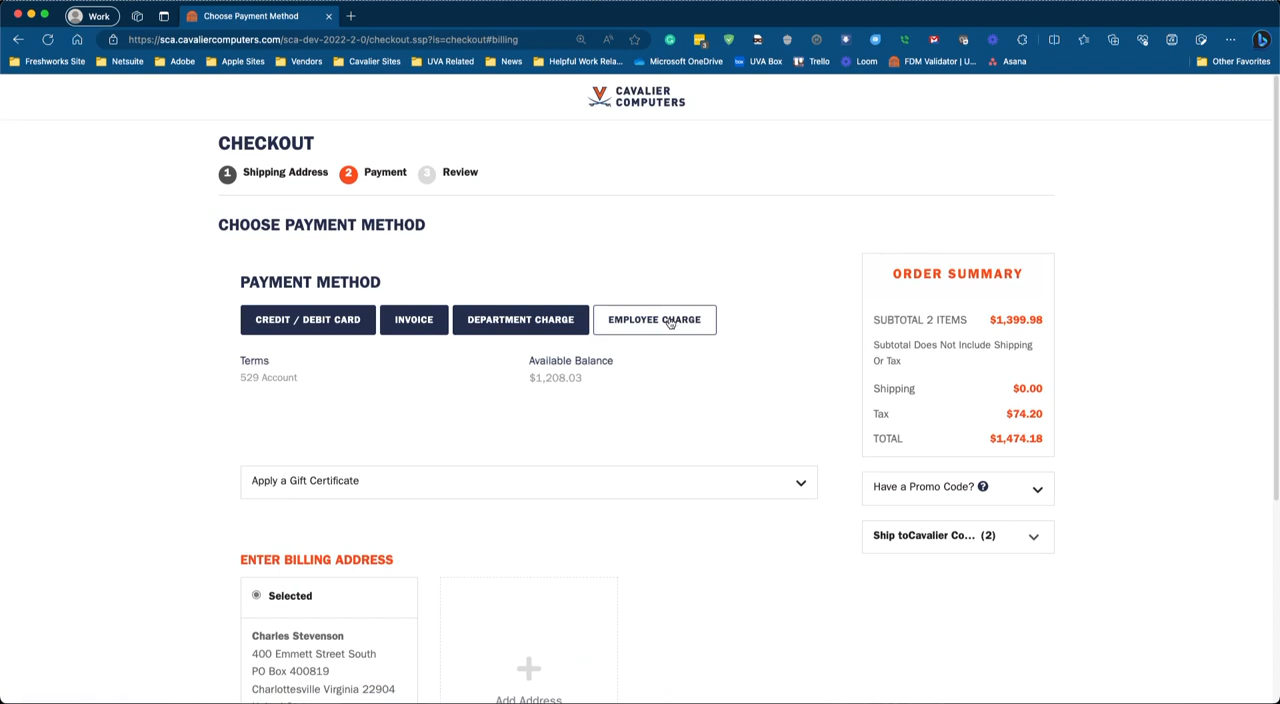 Work
Choose Payment Method
https://sca.cavaliercomputers.com/sca-dev-2022-2-0/checkout.ssp?is=checkout#billing
Freshworks Site
Netsuite
Adobe
Apple Sites
Vendors
Cavalier Sites
UVA Related
News
Helpful Work Rela...
Microsoft OneDrive
box
UVA Box
Trello
Loom
FDM Validator | U...
Asana
Other Favorites
CAVALIER
COMPUTERS
CHECKOUT
1 Shipping Address 2 Payment 3 Review
CHOOSE PAYMENT METHOD
PAYMENT METHOD
CREDIT / DEBIT CARD
INVOICE
DEPARTMENT CHARGE
EMPLOYEE CHARGE
Terms
529 Account
Available Balance
$1,208.03
Apply a Gift Certificate
ENTER BILLING ADDRESS
Selected
Charles Stevenson
400 Emmett Street South
PO Box 400819
Charlottesville Virginia 22904
Add Address
ORDER SUMMARY
SUBTOTAL 2 ITEMS $1,399.98
Subtotal Does Not Include Shipping
Or Tax
Shipping $0.00
Tax $74.20
TOTAL $1,474.18
Have a Promo Code? ?
Ship toCavalier Co... (2)